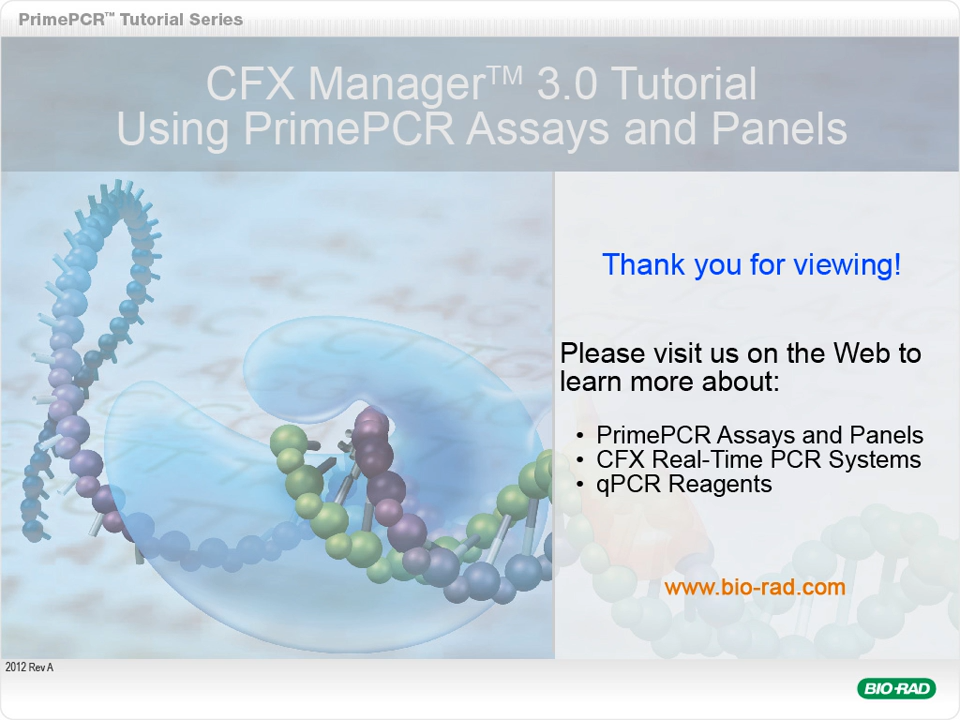 PrimePCR™ Tutorial Series
CFX Manager™ 3.0 Tutorial
Using PrimePCR Assays and Panels
Thank you for viewing!
Please visit us on the Web to
learn more about:
• PrimePCR Assays and Panels
• CFX Real-Time PCR Systems
• qPCR Reagents
www.bio-rad.com
2012 Rev A
BIO-RAD